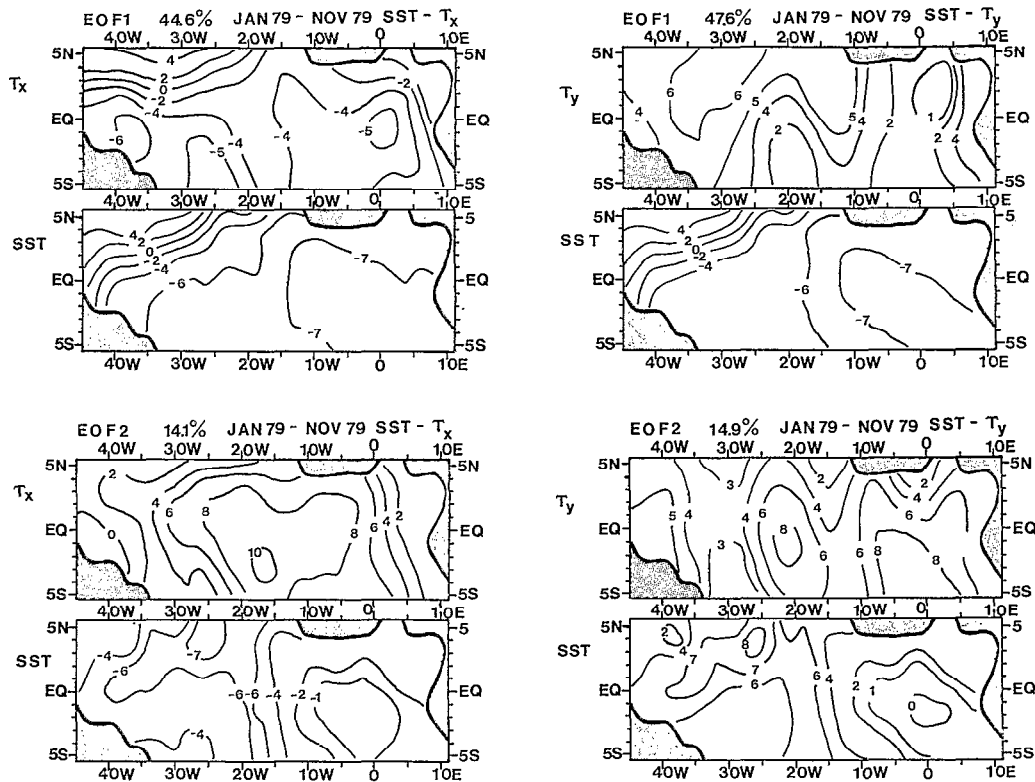 EOF1 44.6% JAN 79 – NOV 79 SST – τx
40W 30W 20W 10W 0 10E
5N 4 5N
τx 2 0 -2 -4 -4 -2
EQ -6 -4 -4 -5 EQ
-5
5S 5S
40W 30W 20W 10W 0 10E
SST 4 2 0 -2 -4 5
EQ -6 -7 EQ
5S -7 5S
40W 30W 20W 10W 0 10E
EOF1 47.6% JAN 79 – NOV 79 SST – τy
40W 30W 20W 10W 0 10E
5N 5N
τy 6 6 5 4
EQ 4 2 5 4 2 1 EQ
2 4
5S 5S
40W 30W 20W 10W 0 10E
SST 4 2 0 -2 -4 5
EQ -6 -7 EQ
5S -7 5S
40W 30W 20W 10W 0 10E
EOF2 14.1% JAN 79 – NOV 79 SST – τx
40W 30W 20W 10W 0 10E
5N 2 5N
τx 4 6 8 6 4 2
EQ 0 8 EQ
10
5S 5S
40W 30W 20W 10W 0 10E
5N -4 -6 -7 5
SST
EQ -6 -6 -4 -2 -1 EQ
5S -4 5S
40W 30W 20W 10W 0 10E
EOF2 14.9% JAN 79 – NOV 79 SST – τy
40W 30W 20W 10W 0 10E
5N 3 2 4 2 4 2 5N
τy 5 4 4 6 4 6
EQ 3 8 6 9 8 8 EQ
5S 5S
40W 30W 20W 10W 0 10E
5N 2 4 7 8 5
SST 7 6 6 4 2 1
EQ 0 EQ
5S 5S
40W 30W 20W 10W 0 10E